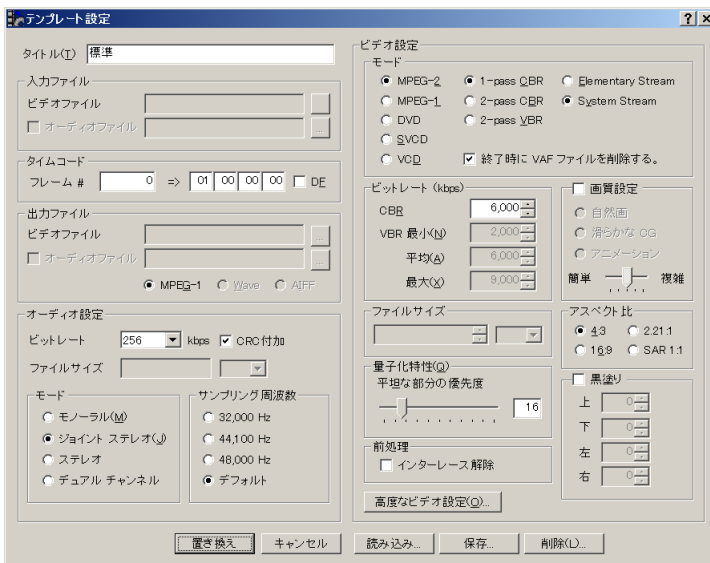 テンプレート設定
タイトル(T) 標準
入力ファイル
ビデオファイル
オーディオファイル
タイムコード
フレーム # 0 => 01 00 00 00 DF
出力ファイル
ビデオファイル
オーディオファイル
MPEG-1 Wave AIFF
オーディオ設定
ビットレート 256 kbps CRC付加
ファイルサイズ
モード
モノーラル(M)
ジョイント ステレオ(J)
ステレオ
デュアル チャンネル
サンプリング周波数
32,000 Hz
44,100 Hz
48,000 Hz
デフォルト
ビデオ設定
モード
MPEG-2 1-pass CBR Elementary Stream
MPEG-1 2-pass CBR System Stream
DVD 2-pass VBR
SVCD
VCD 終了時に VAF ファイルを削除する。
ビットレート (kbps)
CBR 6,000
VBR 最小(N) 2,000
平均(A) 6,000
最大(X) 9,000
画質設定
自然画
滑らかな CG
アニメーション
簡単 複雑
ファイルサイズ
アスペクト比
4:3 2.21:1
16:9 SAR 1:1
量子化特性(Q)
平坦な部分の優先度
16
前処理
インターレース解除
黒塗り
上 0
下 0
左 0
右 0
高度なビデオ設定(O)...
置き換え キャンセル 読み込み... 保存... 削除(L)...